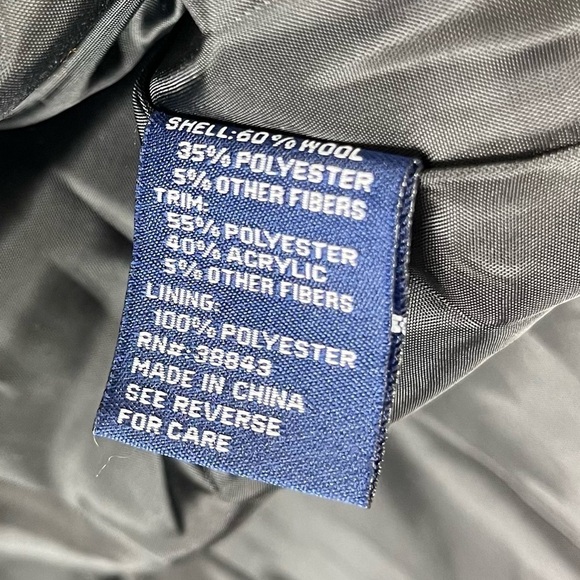 SHELL: 60% WOOL
35% POLYESTER
5% OTHER FIBERS
TRIM:
55% POLYESTER
40% ACRYLIC
5% OTHER FIBERS
LINING:
100% POLYESTER
RN#: 38843
MADE IN CHINA
SEE REVERSE
FOR CARE